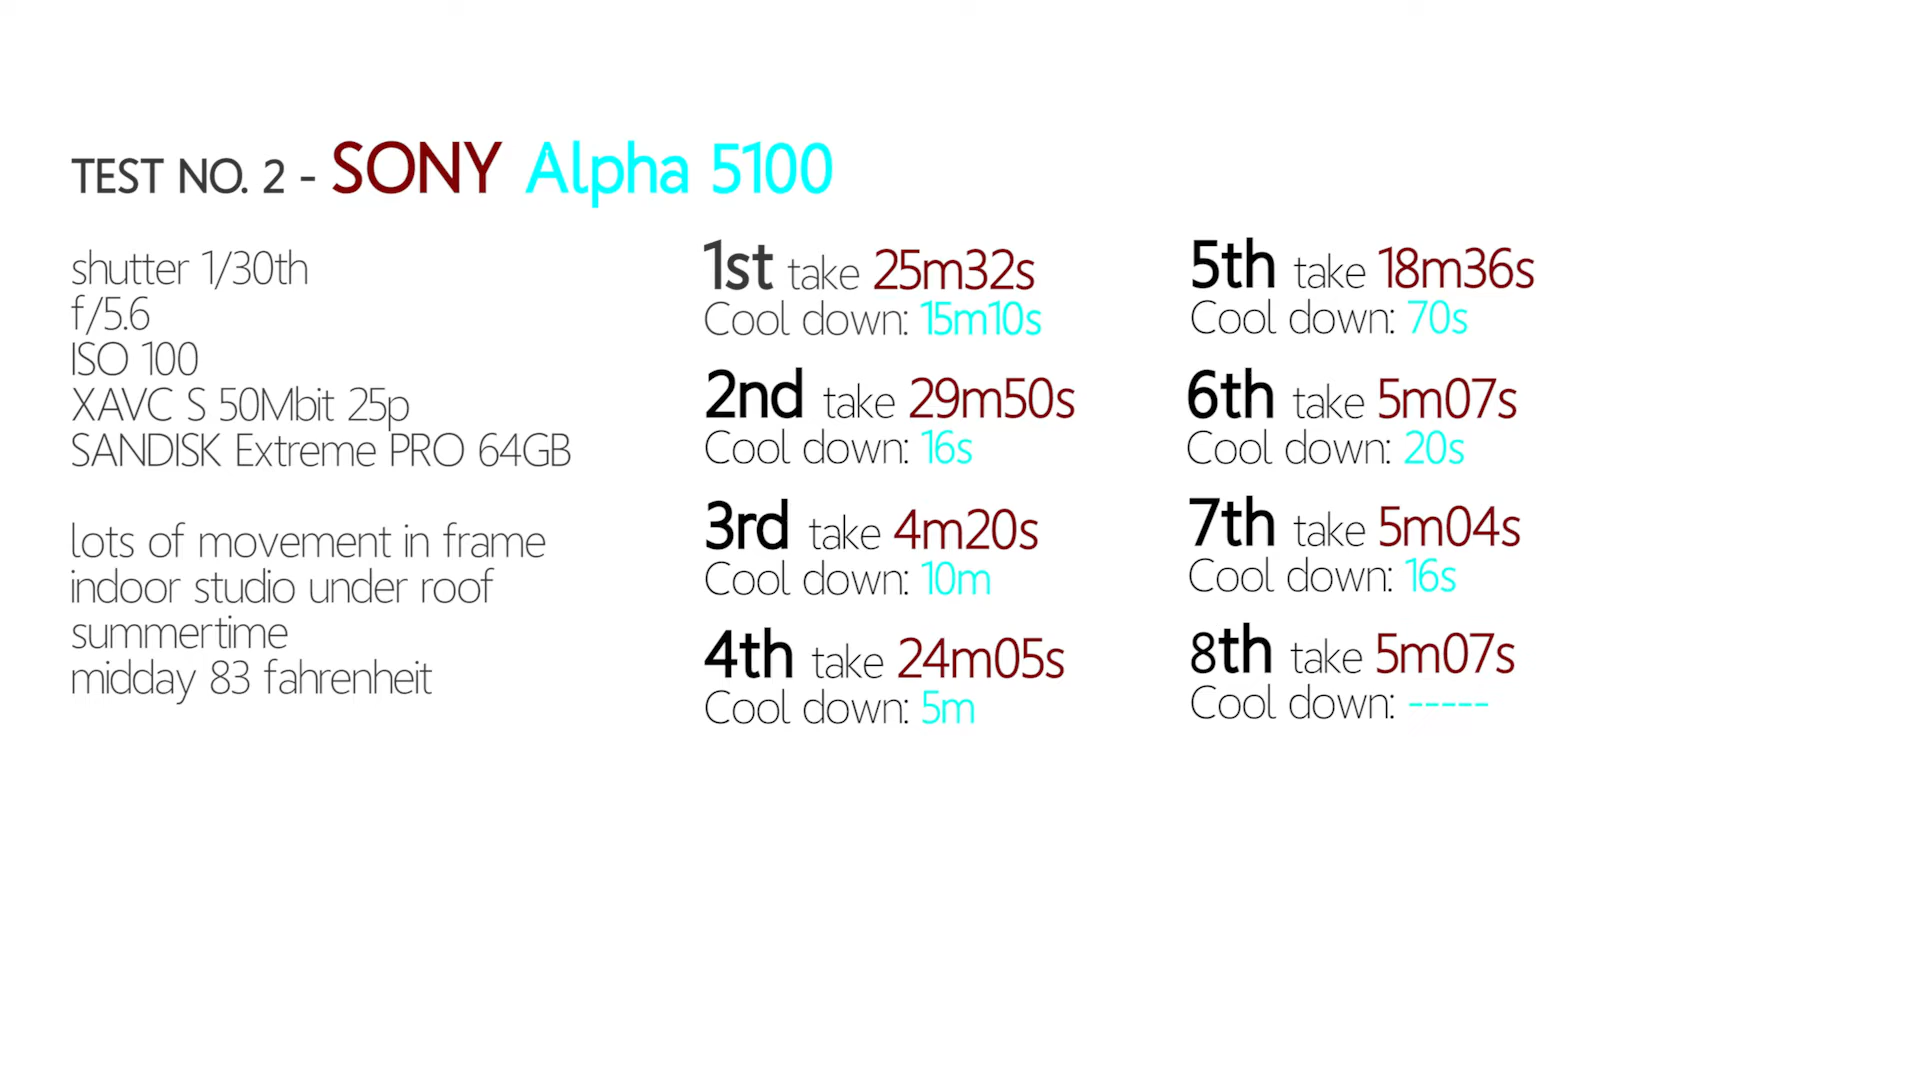 TEST NO. 2 - SONY Alpha 5100
shutter 1/30th
f/5.6
ISO 100
XAVC S 50Mbit 25p
SANDISK Extreme PRO 64GB
lots of movement in frame
indoor studio under roof
summertime
midday 83 fahrenheit
1st take 25m32s
Cool down: 15m10s
2nd take 29m50s
Cool down: 16s
3rd take 4m20s
Cool down: 10m
4th take 24m05s
Cool down: 5m
5th take 18m36s
Cool down: 70s
6th take 5m07s
Cool down: 20s
7th take 5m04s
Cool down: 16s
8th take 5m07s
Cool down: -----